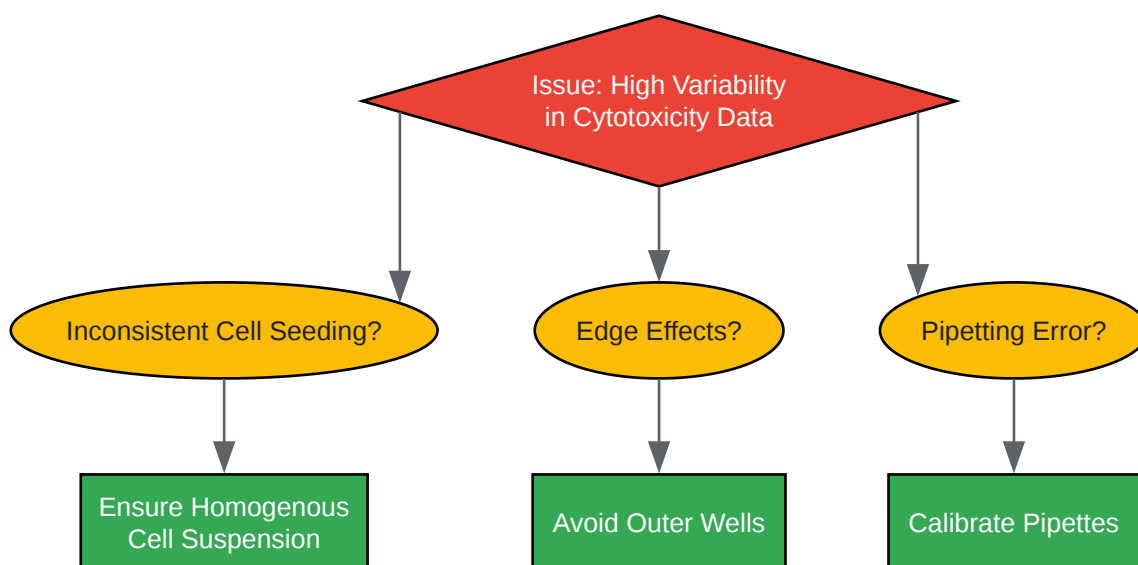 Issue: High Variability
in Cytotoxicity Data
Inconsistent Cell Seeding?
Edge Effects?
Pipetting Error?
Ensure Homogenous
Cell Suspension
Avoid Outer Wells
Calibrate Pipettes